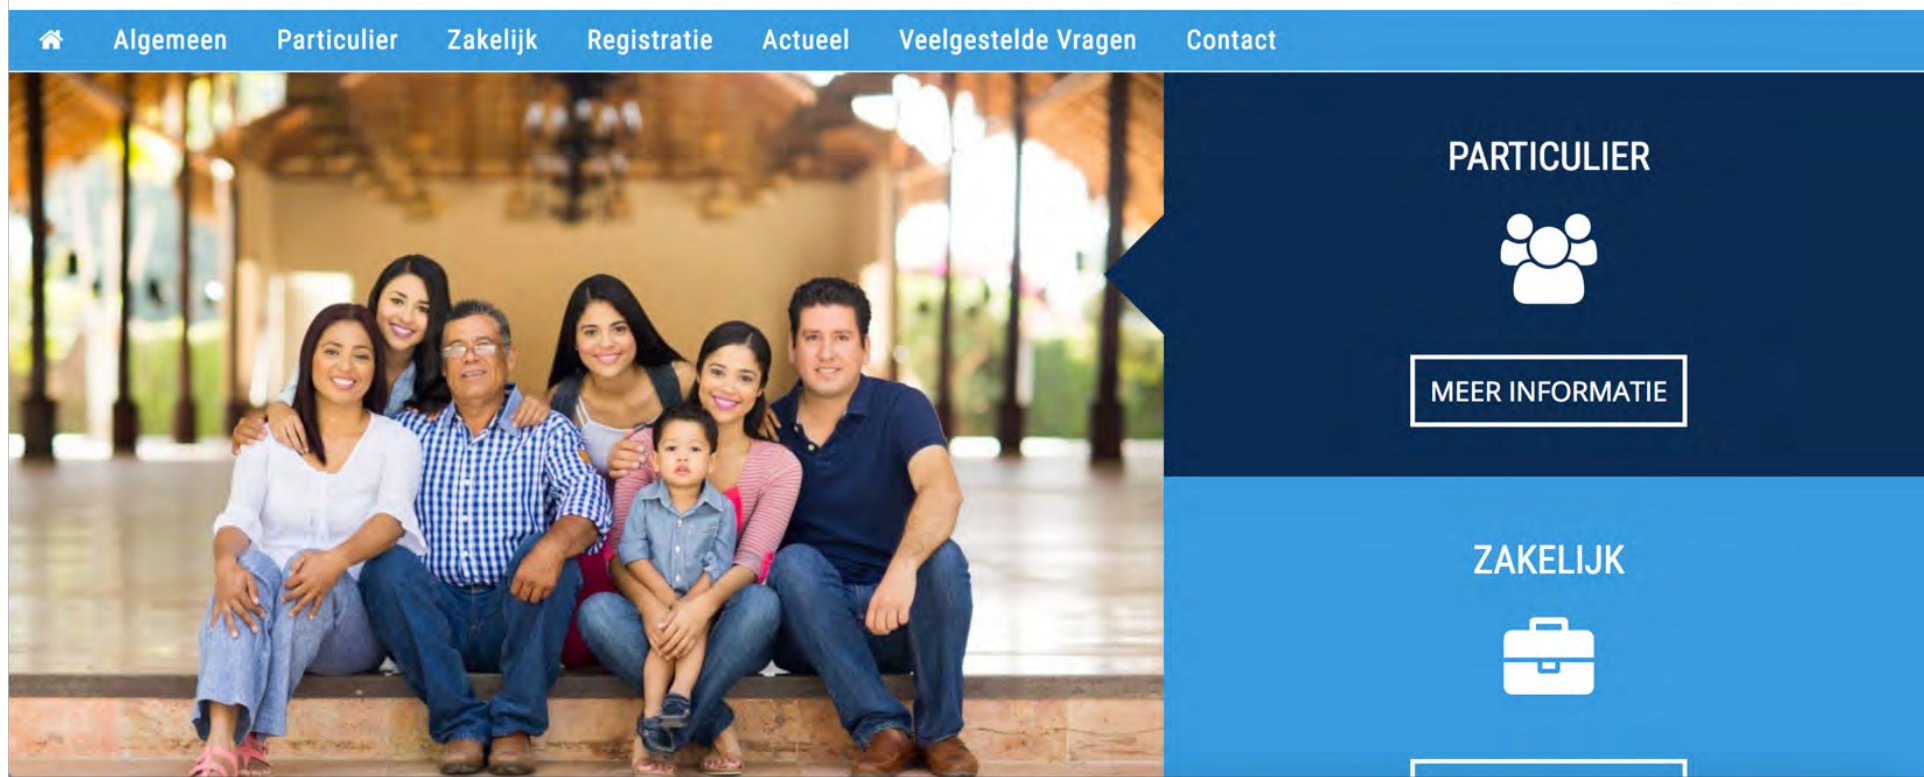 Algemeen Particulier Zakelijk Registratie Actueel Veelgestelde Vragen Contact
PARTICULIER
MEER INFORMATIE
ZAKELIJK